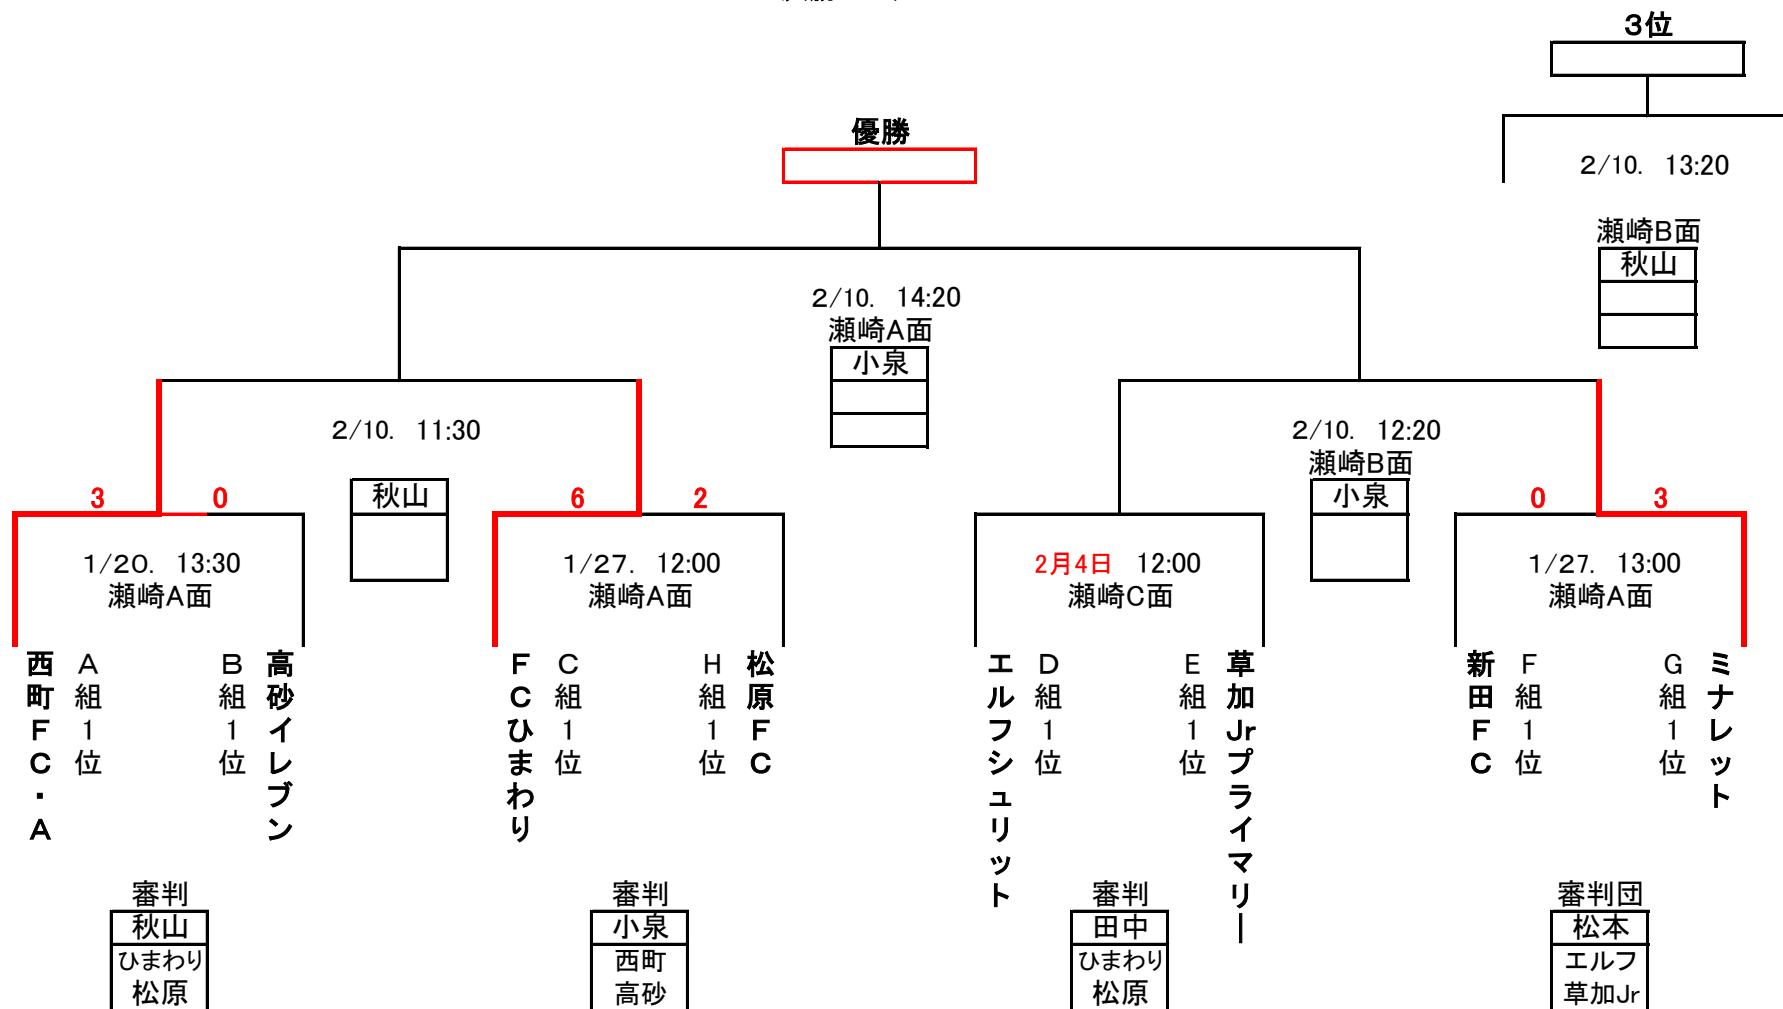 3位
優勝
2/10. 13:20
瀬崎B面
秋山
2/10. 14:20
瀬崎A面
小泉
2/10. 11:30
秋山
2/10. 12:20
瀬崎B面
小泉
3 0
6 2
0 3
1/20. 13:30
瀬崎A面
1/27. 12:00
瀬崎A面
2月4日 12:00
瀬崎C面
1/27. 13:00
瀬崎A面
西町FC・A
A組1位
B組1位
高砂イレブン
FCひまわり
C組1位
H組1位
松原FC
エルフシュリット
D組1位
E組1位
草加Jrプライマリー
新田FC
F組1位
G組1位
ミナレット
審判
秋山
ひまわり
松原
審判
小泉
西町
高砂
審判
田中
ひまわり
松原
審判団
松本
エルフ
草加Jr